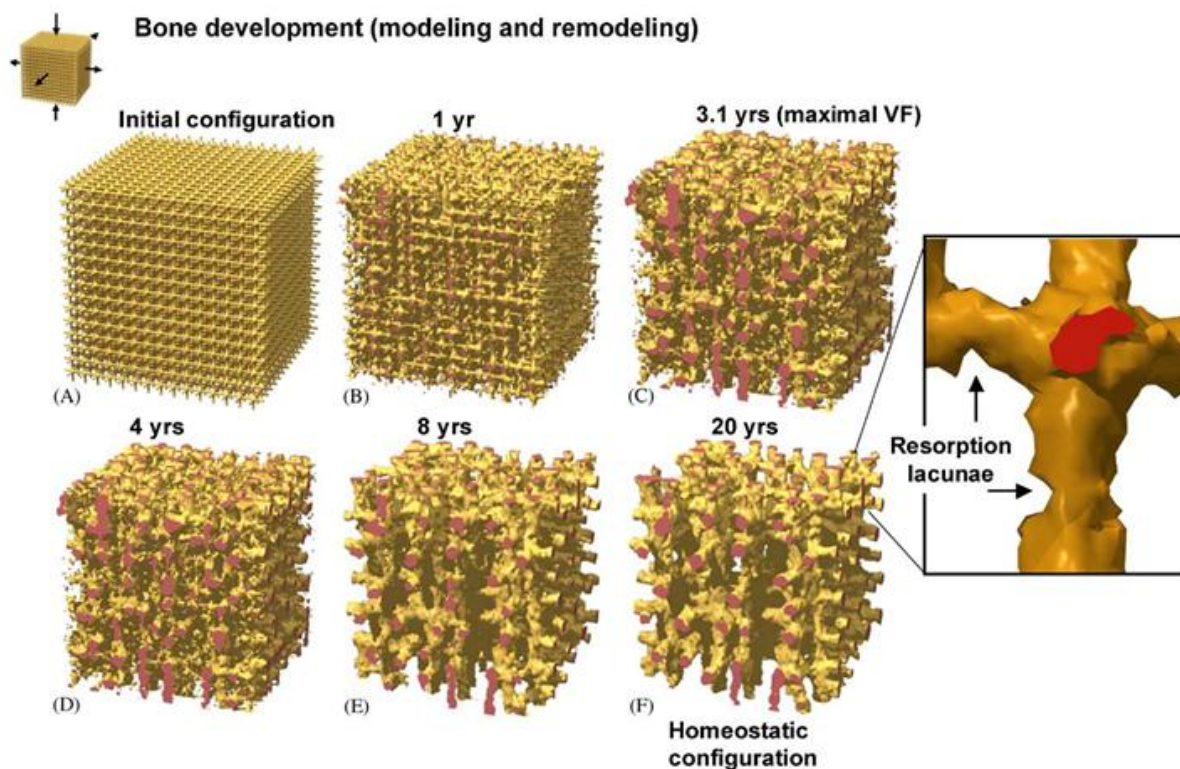 Bone development (modeling and remodeling)
Initial configuration
1 yr
3.1 yrs (maximal VF)
(A)
(B)
(C)
4 yrs
8 yrs
20 yrs
Resorption
lacunae
(D)
(E)
(F)
Homeostatic
configuration